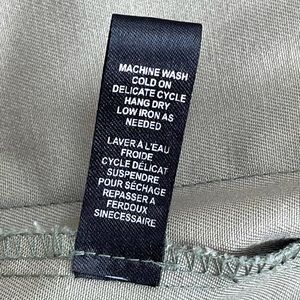 MACHINE WASH
COLD ON
DELICATE CYCLE
HANG DRY
LOW IRON AS
NEEDED
LAVER À L'EAU
FROIDE
CYCLE DÉLICAT
SUSPENDRE
POUR SÉCHAGE
REPASSER A
FERDOUX
SINECESSAIRE